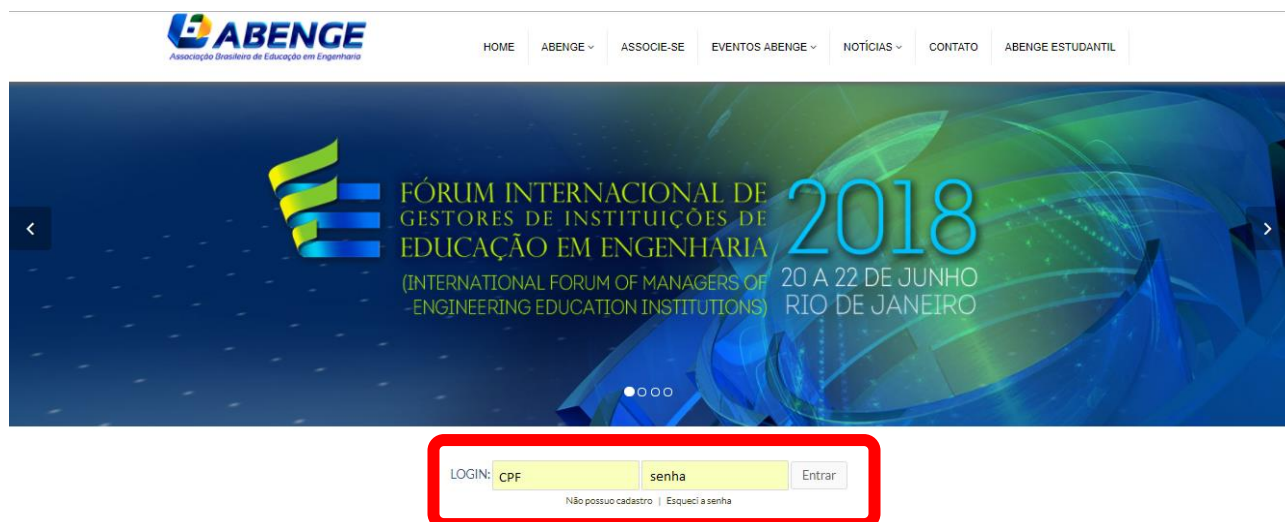 ABENGE
Associação Brasileira de Educação em Engenharia
HOME ABENGE ASSOCIE-SE EVENTOS ABENGE NOTÍCIAS CONTATO ABENGE ESTUDANTIL
FÓRUM INTERNACIONAL DE
GESTORES DE INSTITUIÇÕES DE
EDUCAÇÃO EM ENGENHARIA
(INTERNATIONAL FORUM OF MANAGERS OF
ENGINEERING EDUCATION INSTITUTIONS)
2018
20 A 22 DE JUNHO
RIO DE JANEIRO
LOGIN: CPF senha Entrar
Não possuo cadastro | Esqueci a senha